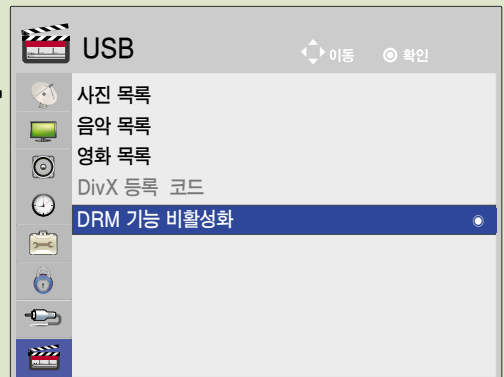 USB
이동 확인
사진 목록
음악 목록
영화 목록
DivX 등록 코드
DRM 기능 비활성화